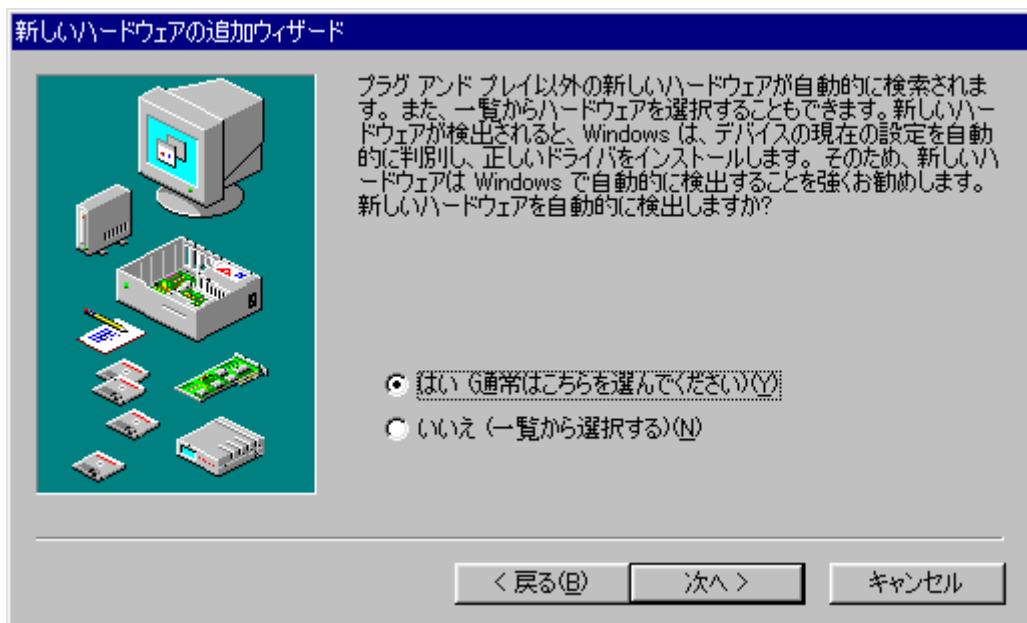 新しいハードウェアの追加ウィザード
プラグ アンド プレイ以外の新しいハードウェアが自動的に検索されま
す。また、一覧からハードウェアを選択することもできます。新しいハー
ドウェアが検出されると、Windows は、デバイスの現在の設定を自動
的に判別し、正しいドライバをインストールします。そのため、新しいハ
ードウェアは Windows で自動的に検出することを強くお勧めします。
新しいハードウェアを自動的に検出しますか?
はい (通常はこちらを選んでください)(Y)
いいえ (一覧から選択する)(N)
< 戻る(B)
次へ >
キャンセル